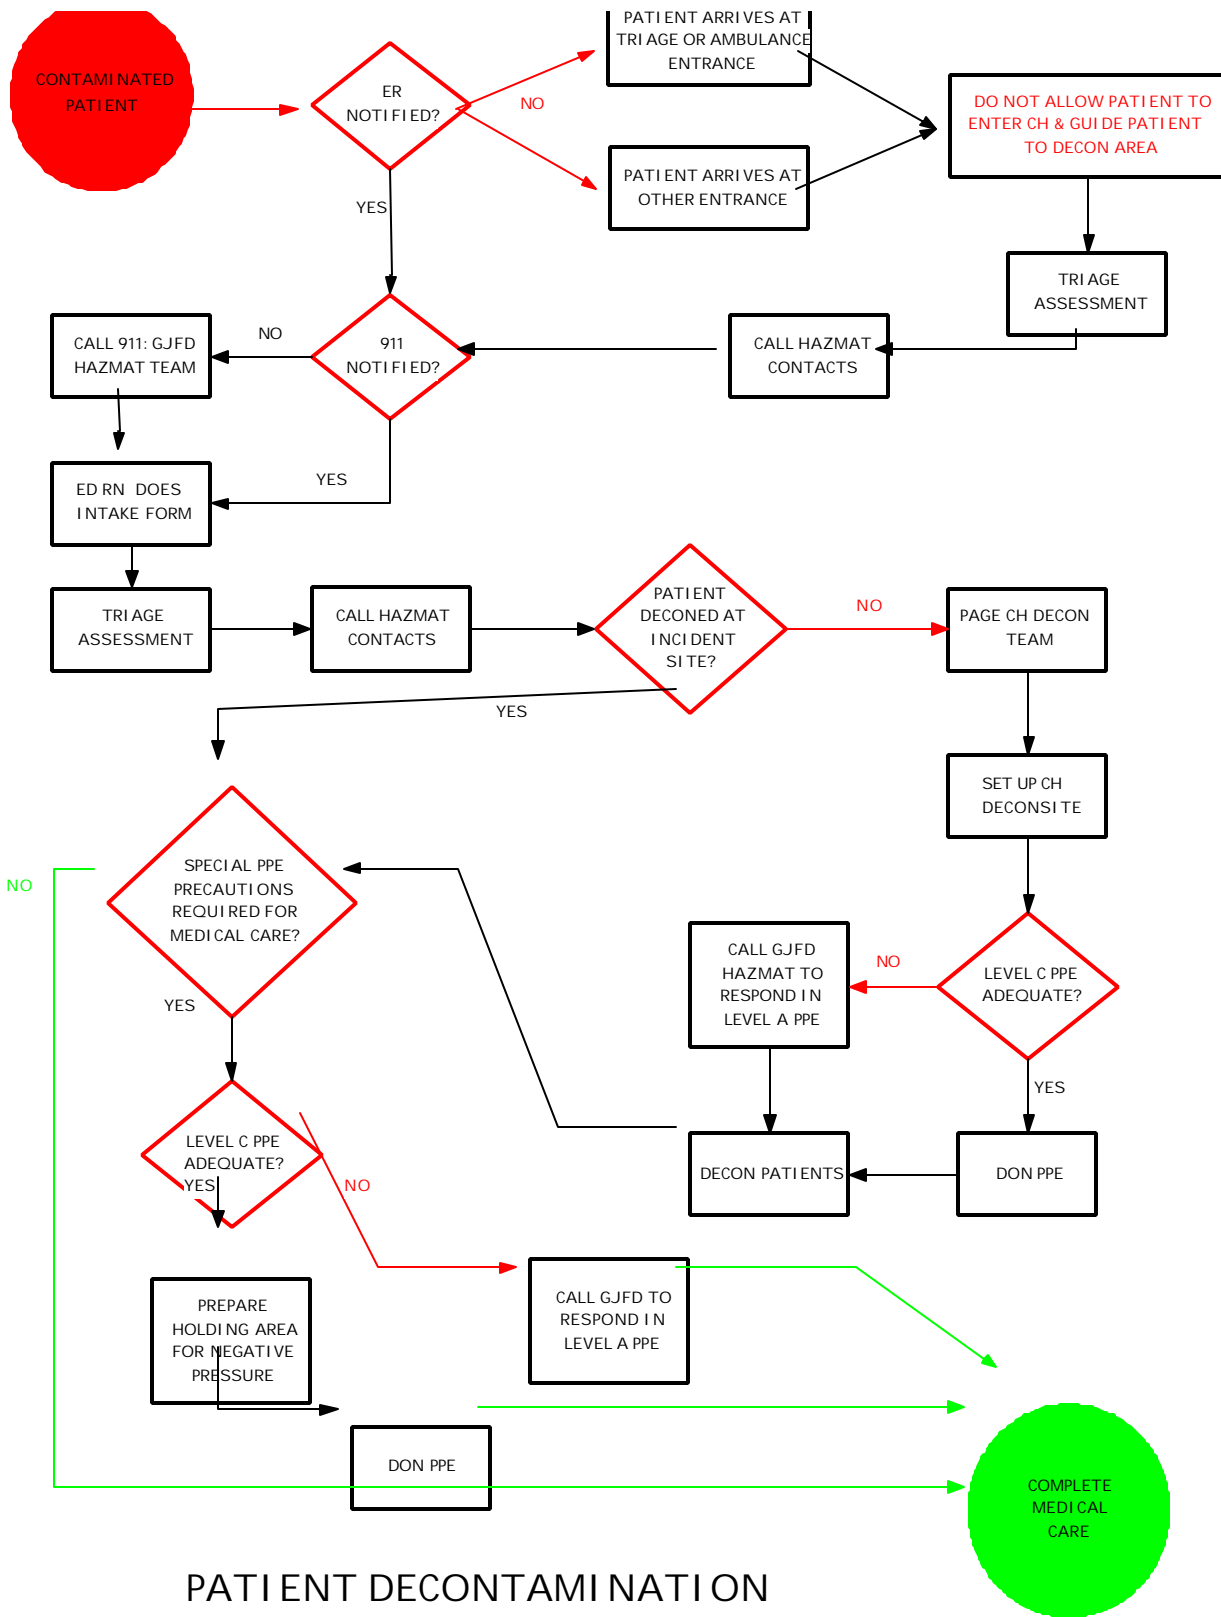 PATIENT ARRIVES AT
TRIAGE OR AMBULANCE
ENTRANCE
CONTAMINATED
PATIENT
ER
NOTIFIED?
NO
DO NOT ALLOW PATIENT TO
ENTER CH & GUIDE PATIENT
TO DECON AREA
PATIENT ARRIVES AT
OTHER ENTRANCE
YES
TRIAGE
ASSESSMENT
CALL 911: GJFD
HAZMAT TEAM
NO
911
NOTIFIED?
CALL HAZMAT
CONTACTS
YES
ED RN DOES
INTAKE FORM
TRIAGE
ASSESSMENT
CALL HAZMAT
CONTACTS
PATIENT
DECONED AT
INCIDENT
SITE?
NO
PAGE CH DECON
TEAM
YES
SET UP CH
DECONSITE
NO
SPECIAL PPE
PRECAUTIONS
REQUIRED FOR
MEDICAL CARE?
YES
CALL GJFD
HAZMAT TO
RESPOND IN
LEVEL A PPE
NO
LEVEL C PPE
ADEQUATE?
YES
LEVEL C PPE
ADEQUATE?
YES
NO
DECON PATIENTS
DON PPE
PREPARE
HOLDING AREA
FOR NEGATIVE
PRESSURE
CALL GJFD TO
RESPOND IN
LEVEL A PPE
DON PPE
COMPLETE
MEDICAL
CARE
PATIENT DECONTAMINATION